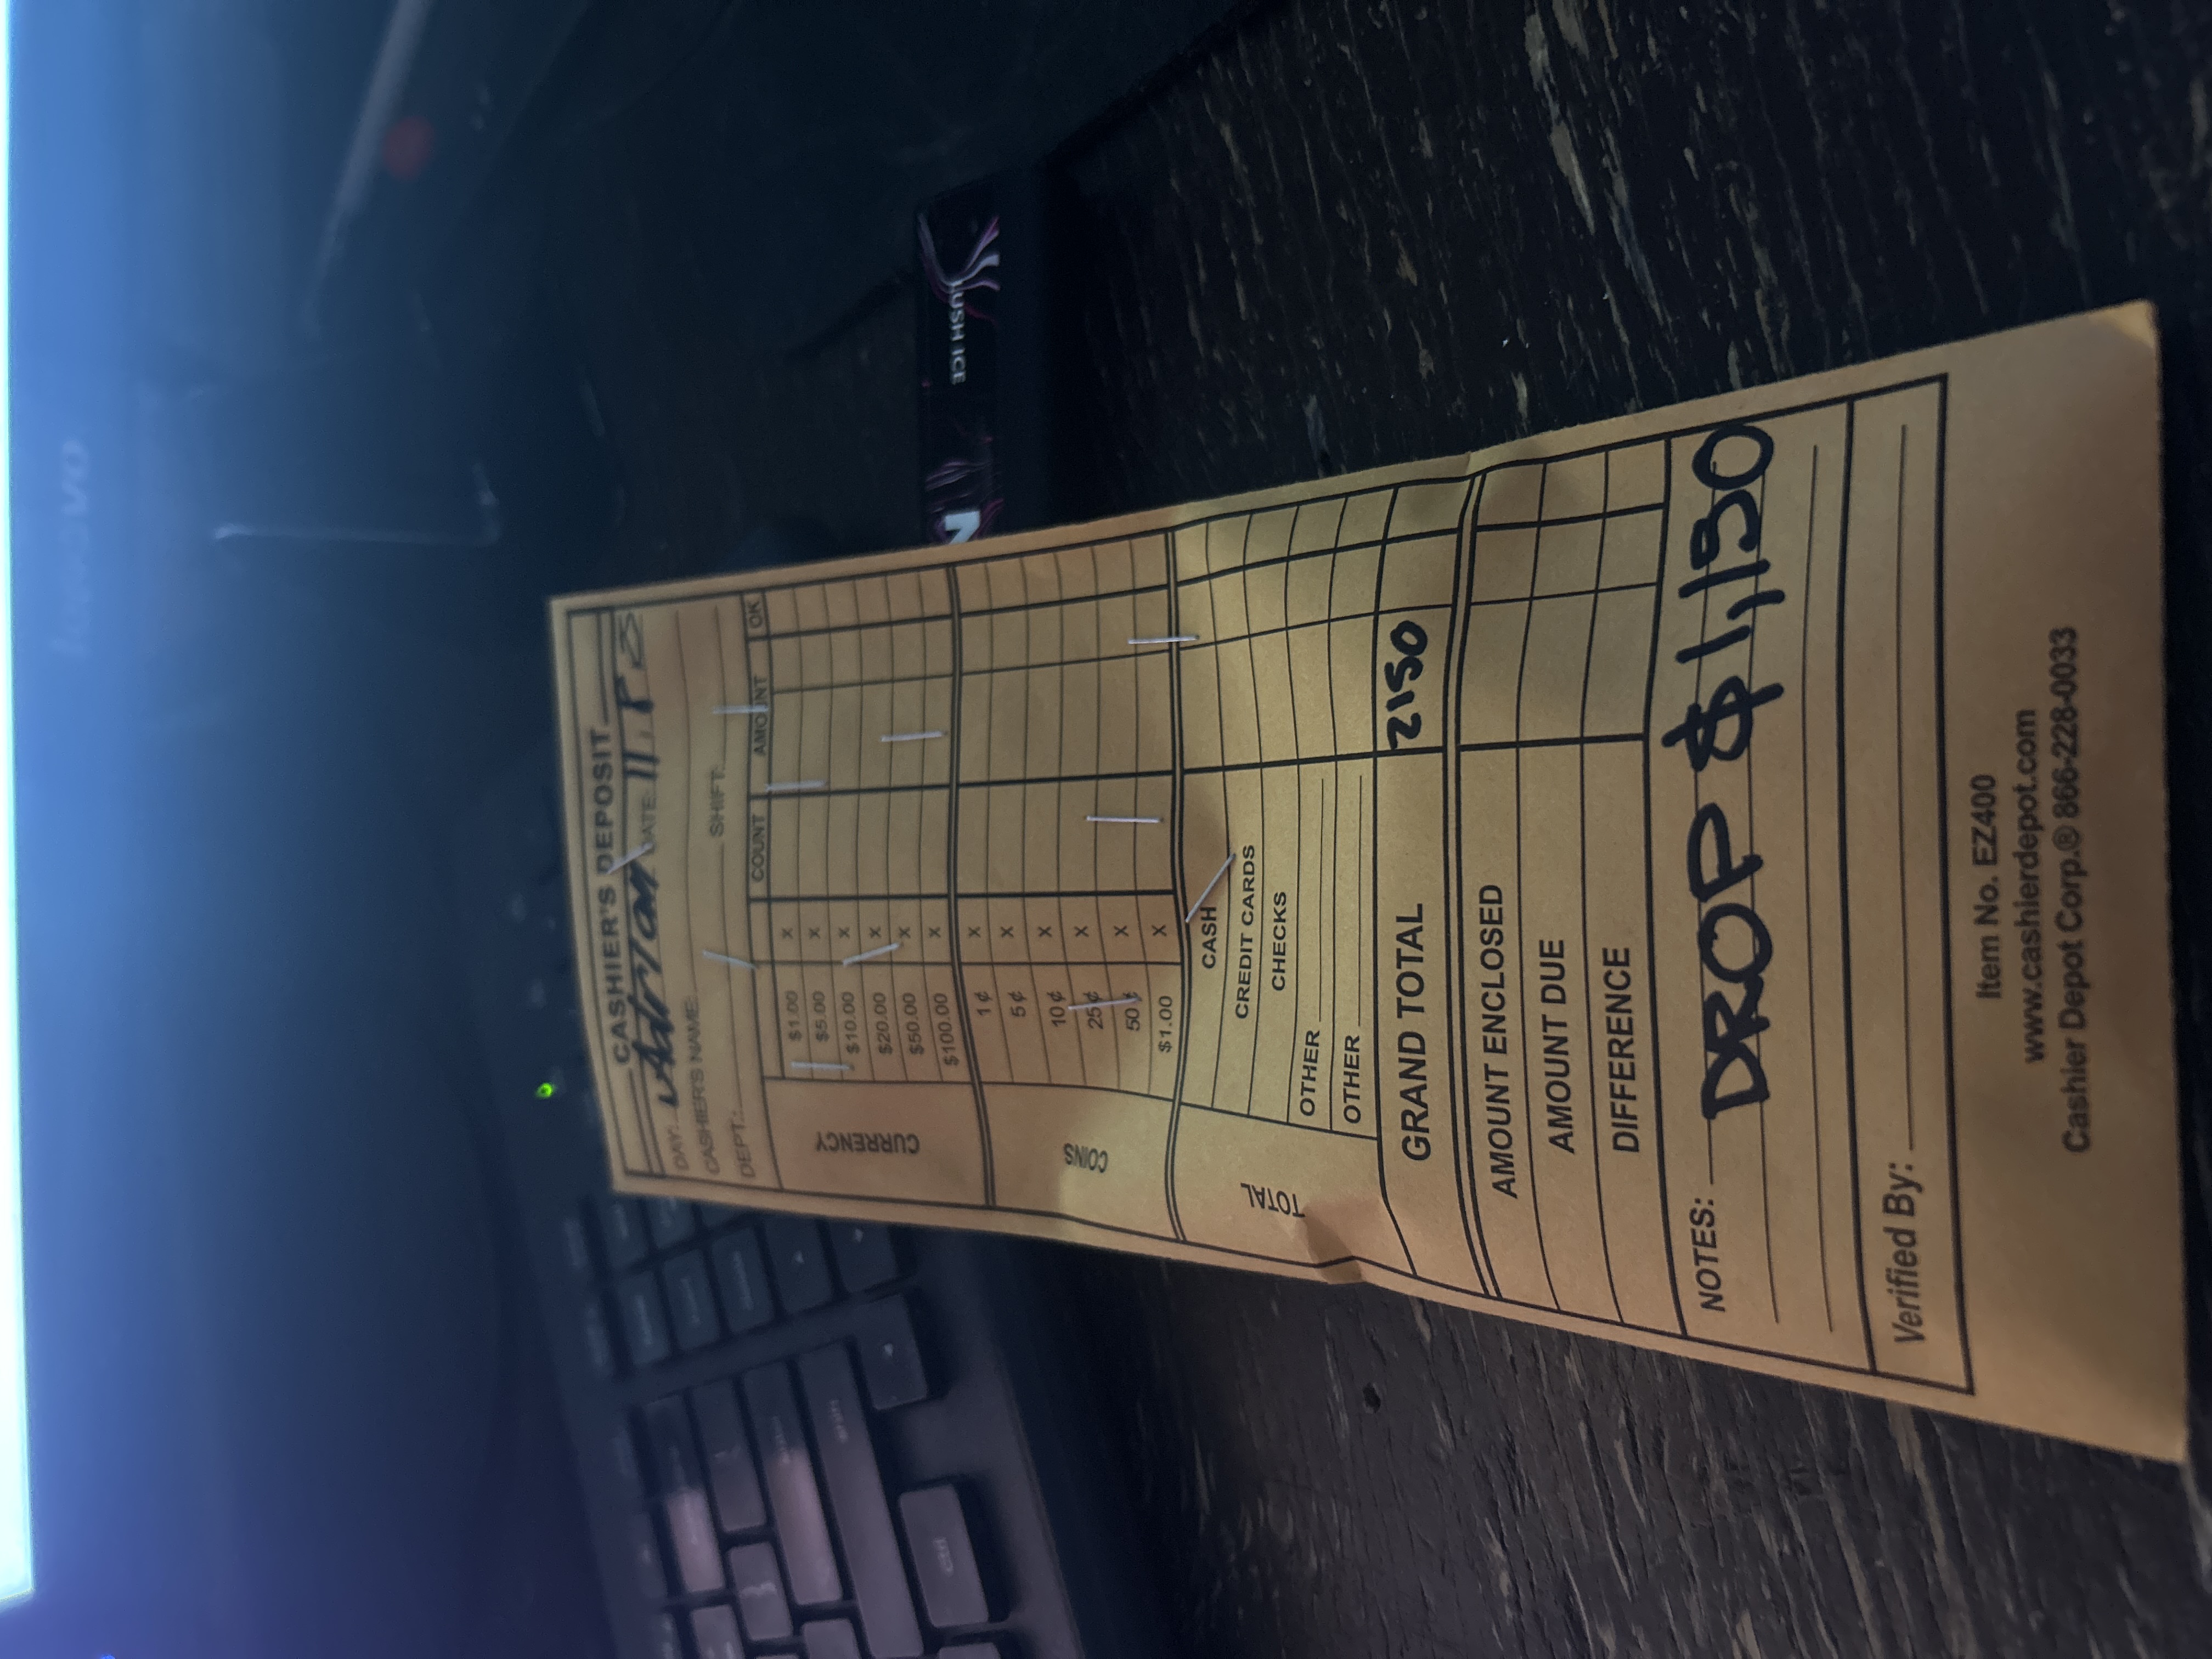 CASHIER'S DEPOSIT
DAY: DATE:
CASHIER'S NAME:
DEPT.: SHIFT:
COUNT AMOUNT OK
CURRENCY
$1.00 X
$5.00 X
$10.00 X
$20.00 X
$50.00 X
$100.00 X
COINS
1¢ X
5¢ X
10¢ X
25¢ X
50¢ X
$1.00 X
TOTAL
CASH
CREDIT CARDS
CHECKS
OTHER
OTHER
GRAND TOTAL 2150
AMOUNT ENCLOSED
AMOUNT DUE
DIFFERENCE
NOTES: DROP $1,150
Verified By:
Item No. EZ400
www.cashierdepot.com
Cashier Depot Corp.® 866-228-0033
lenovo
LUSH ICE
N
Ctrl